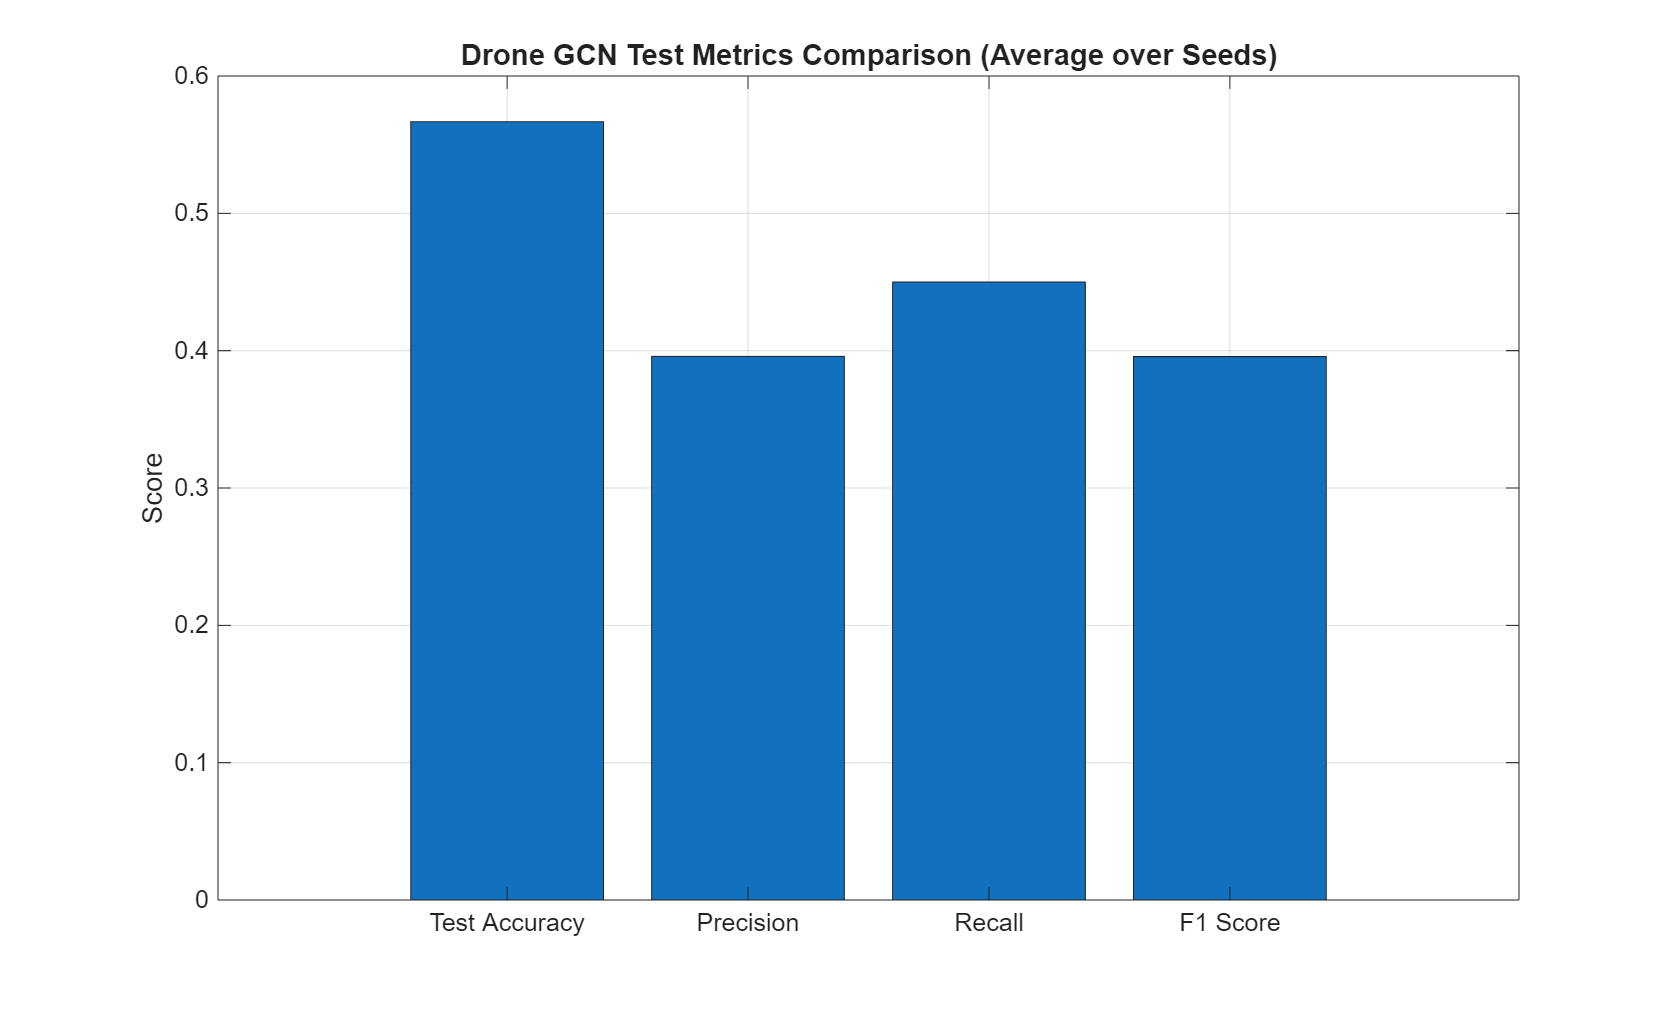 Drone GCN Test Metrics Comparison (Average over Seeds)
0.6
0.5
0.4
0.3
0.2
0.1
0
Score
Test Accuracy
Precision
Recall
F1 Score